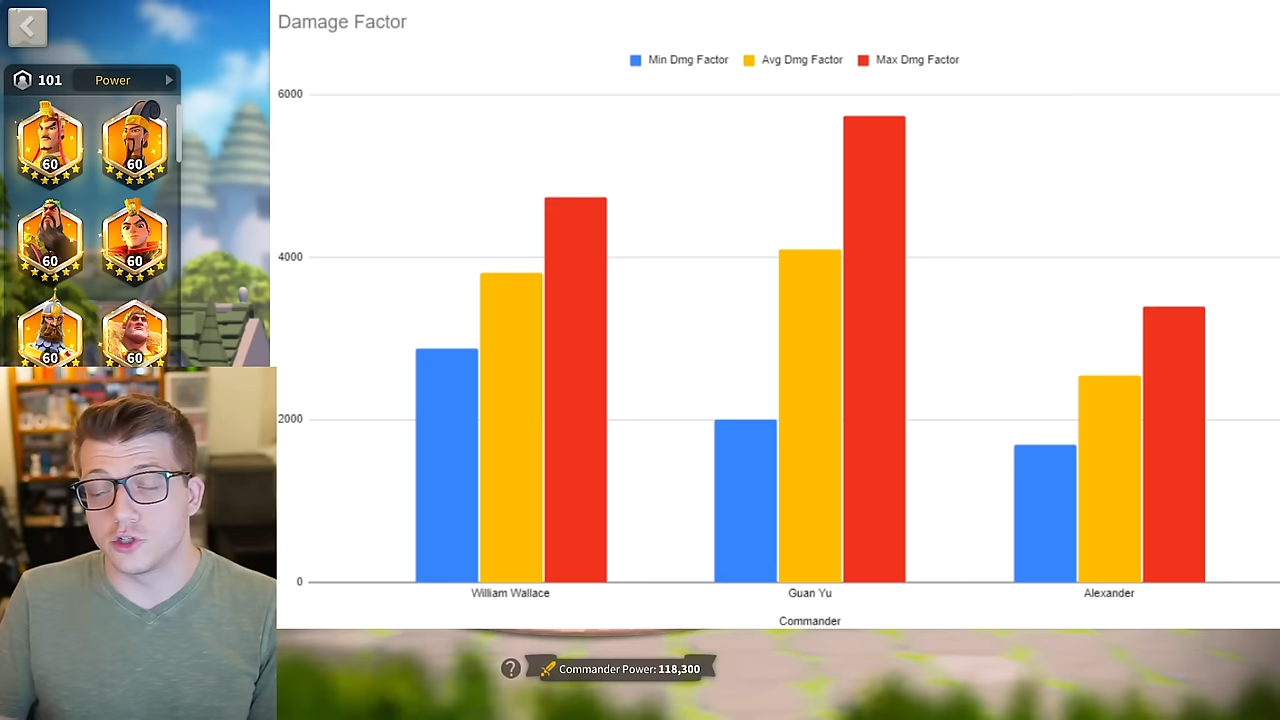 Damage Factor
Min Dmg Factor Avg Dmg Factor Max Dmg Factor
101 Power
60 60
60 60
60 60
6000
4000
2000
0
William Wallace Guan Yu Alexander
Commander
? Commander Power: 118,300